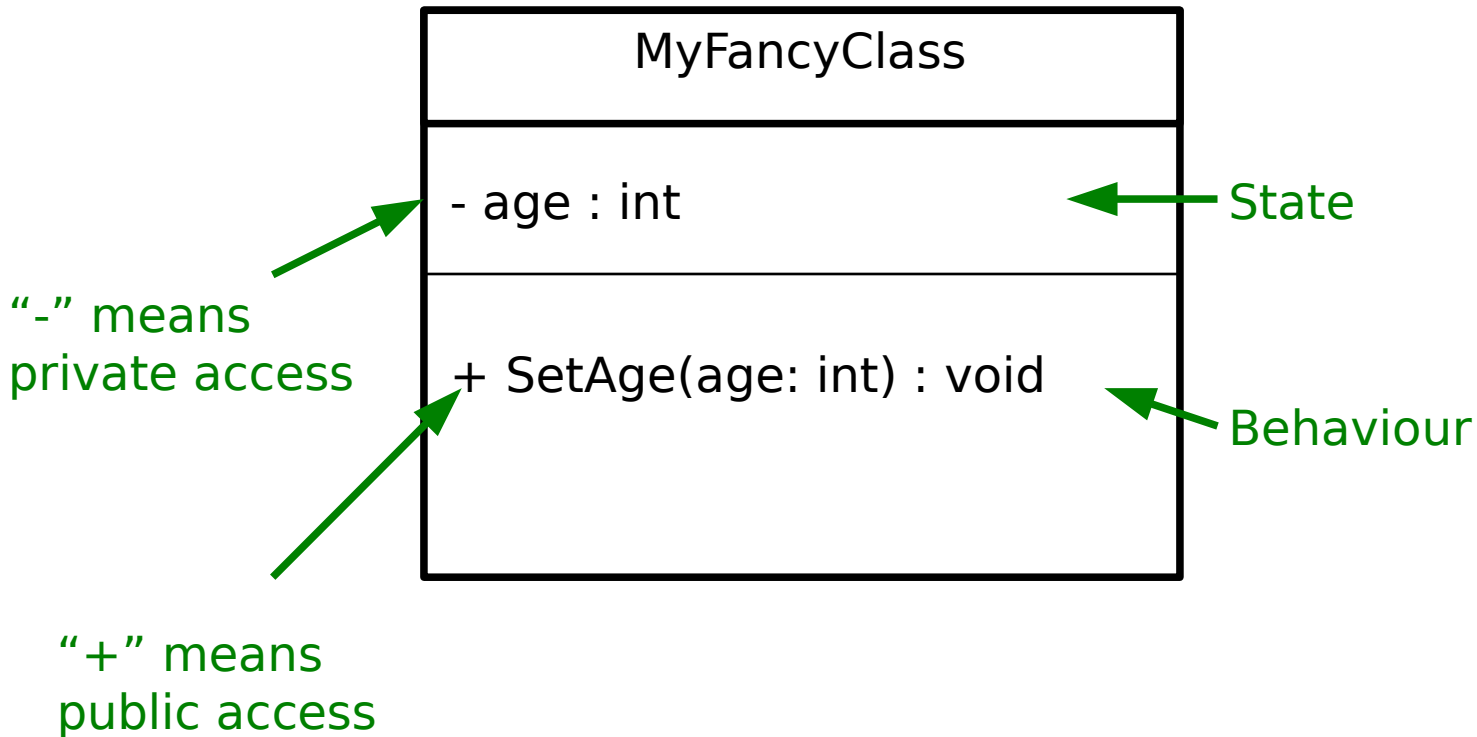 MyFancyClass
- age : int
State
“-” means
private access
+ SetAge(age: int) : void
Behaviour
“+” means
public access